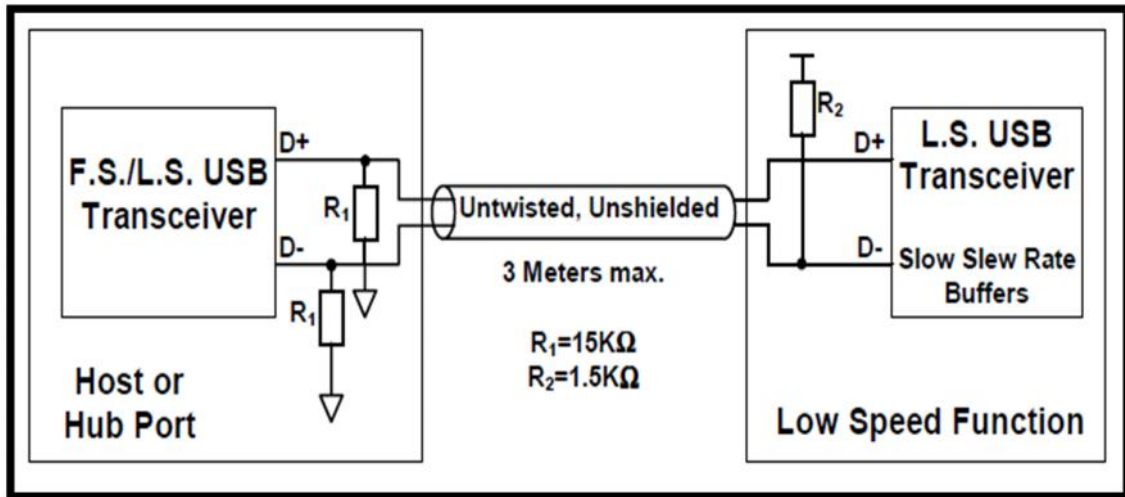 F.S./L.S. USB
Transceiver
D+
R₁
D-
R₁
Host or
Hub Port
Untwisted, Unshielded
3 Meters max.
R₁=15KΩ
R₂=1.5KΩ
R₂
D+
L.S. USB
Transceiver
D-
Slow Slew Rate
Buffers
Low Speed Function